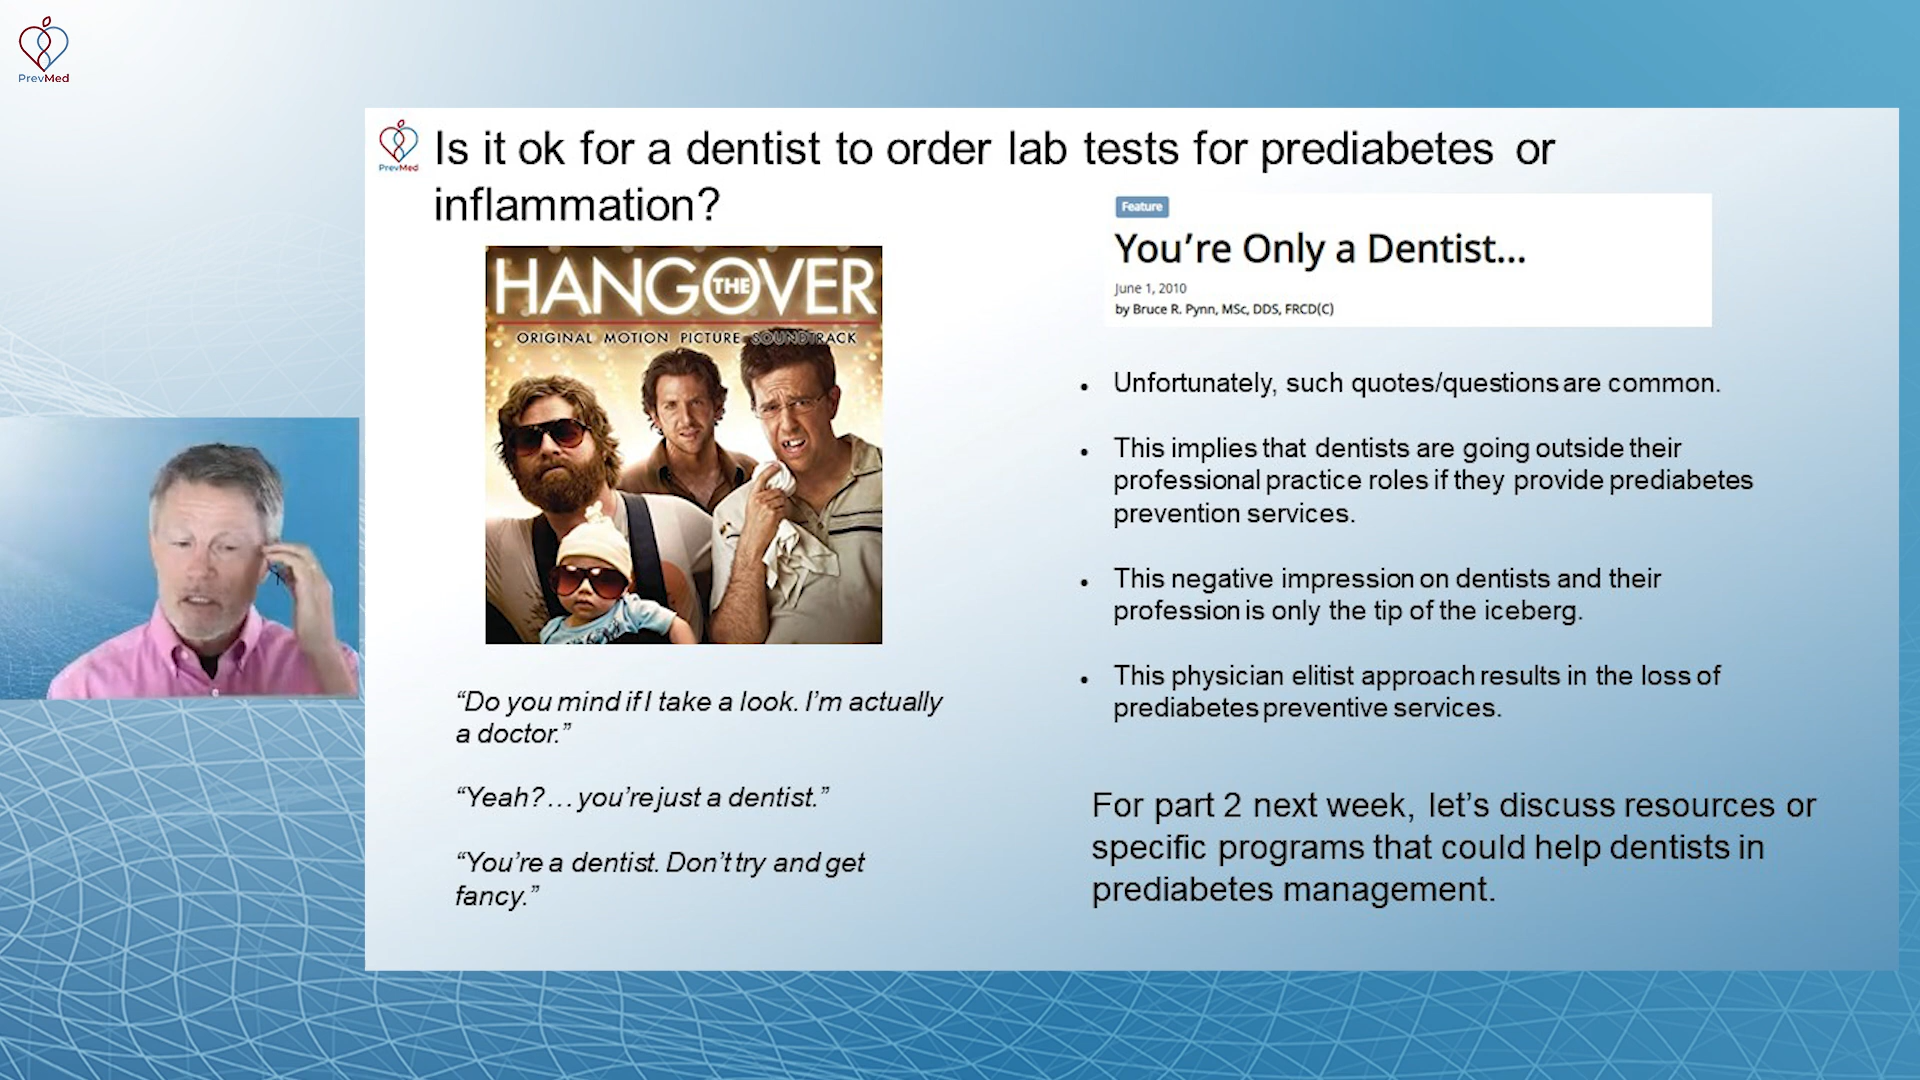 PrevMed
PrevMed
Is it ok for a dentist to order lab tests for prediabetes or
inflammation?
THE HANGOVER
ORIGINAL MOTION PICTURE SOUNDTRACK
“Do you mind if I take a look. I’m actually
a doctor.”
“Yeah?…you’re just a dentist.”
“You’re a dentist. Don’t try and get
fancy.”
Feature
You’re Only a Dentist...
June 1, 2010
by Bruce R. Pynn, MSc, DDS, FRCD(C)
• Unfortunately, such quotes/questions are common.
• This implies that dentists are going outside their
professional practice roles if they provide prediabetes
prevention services.
• This negative impression on dentists and their
profession is only the tip of the iceberg.
• This physician elitist approach results in the loss of
prediabetes preventive services.
For part 2 next week, let’s discuss resources or
specific programs that could help dentists in
prediabetes management.